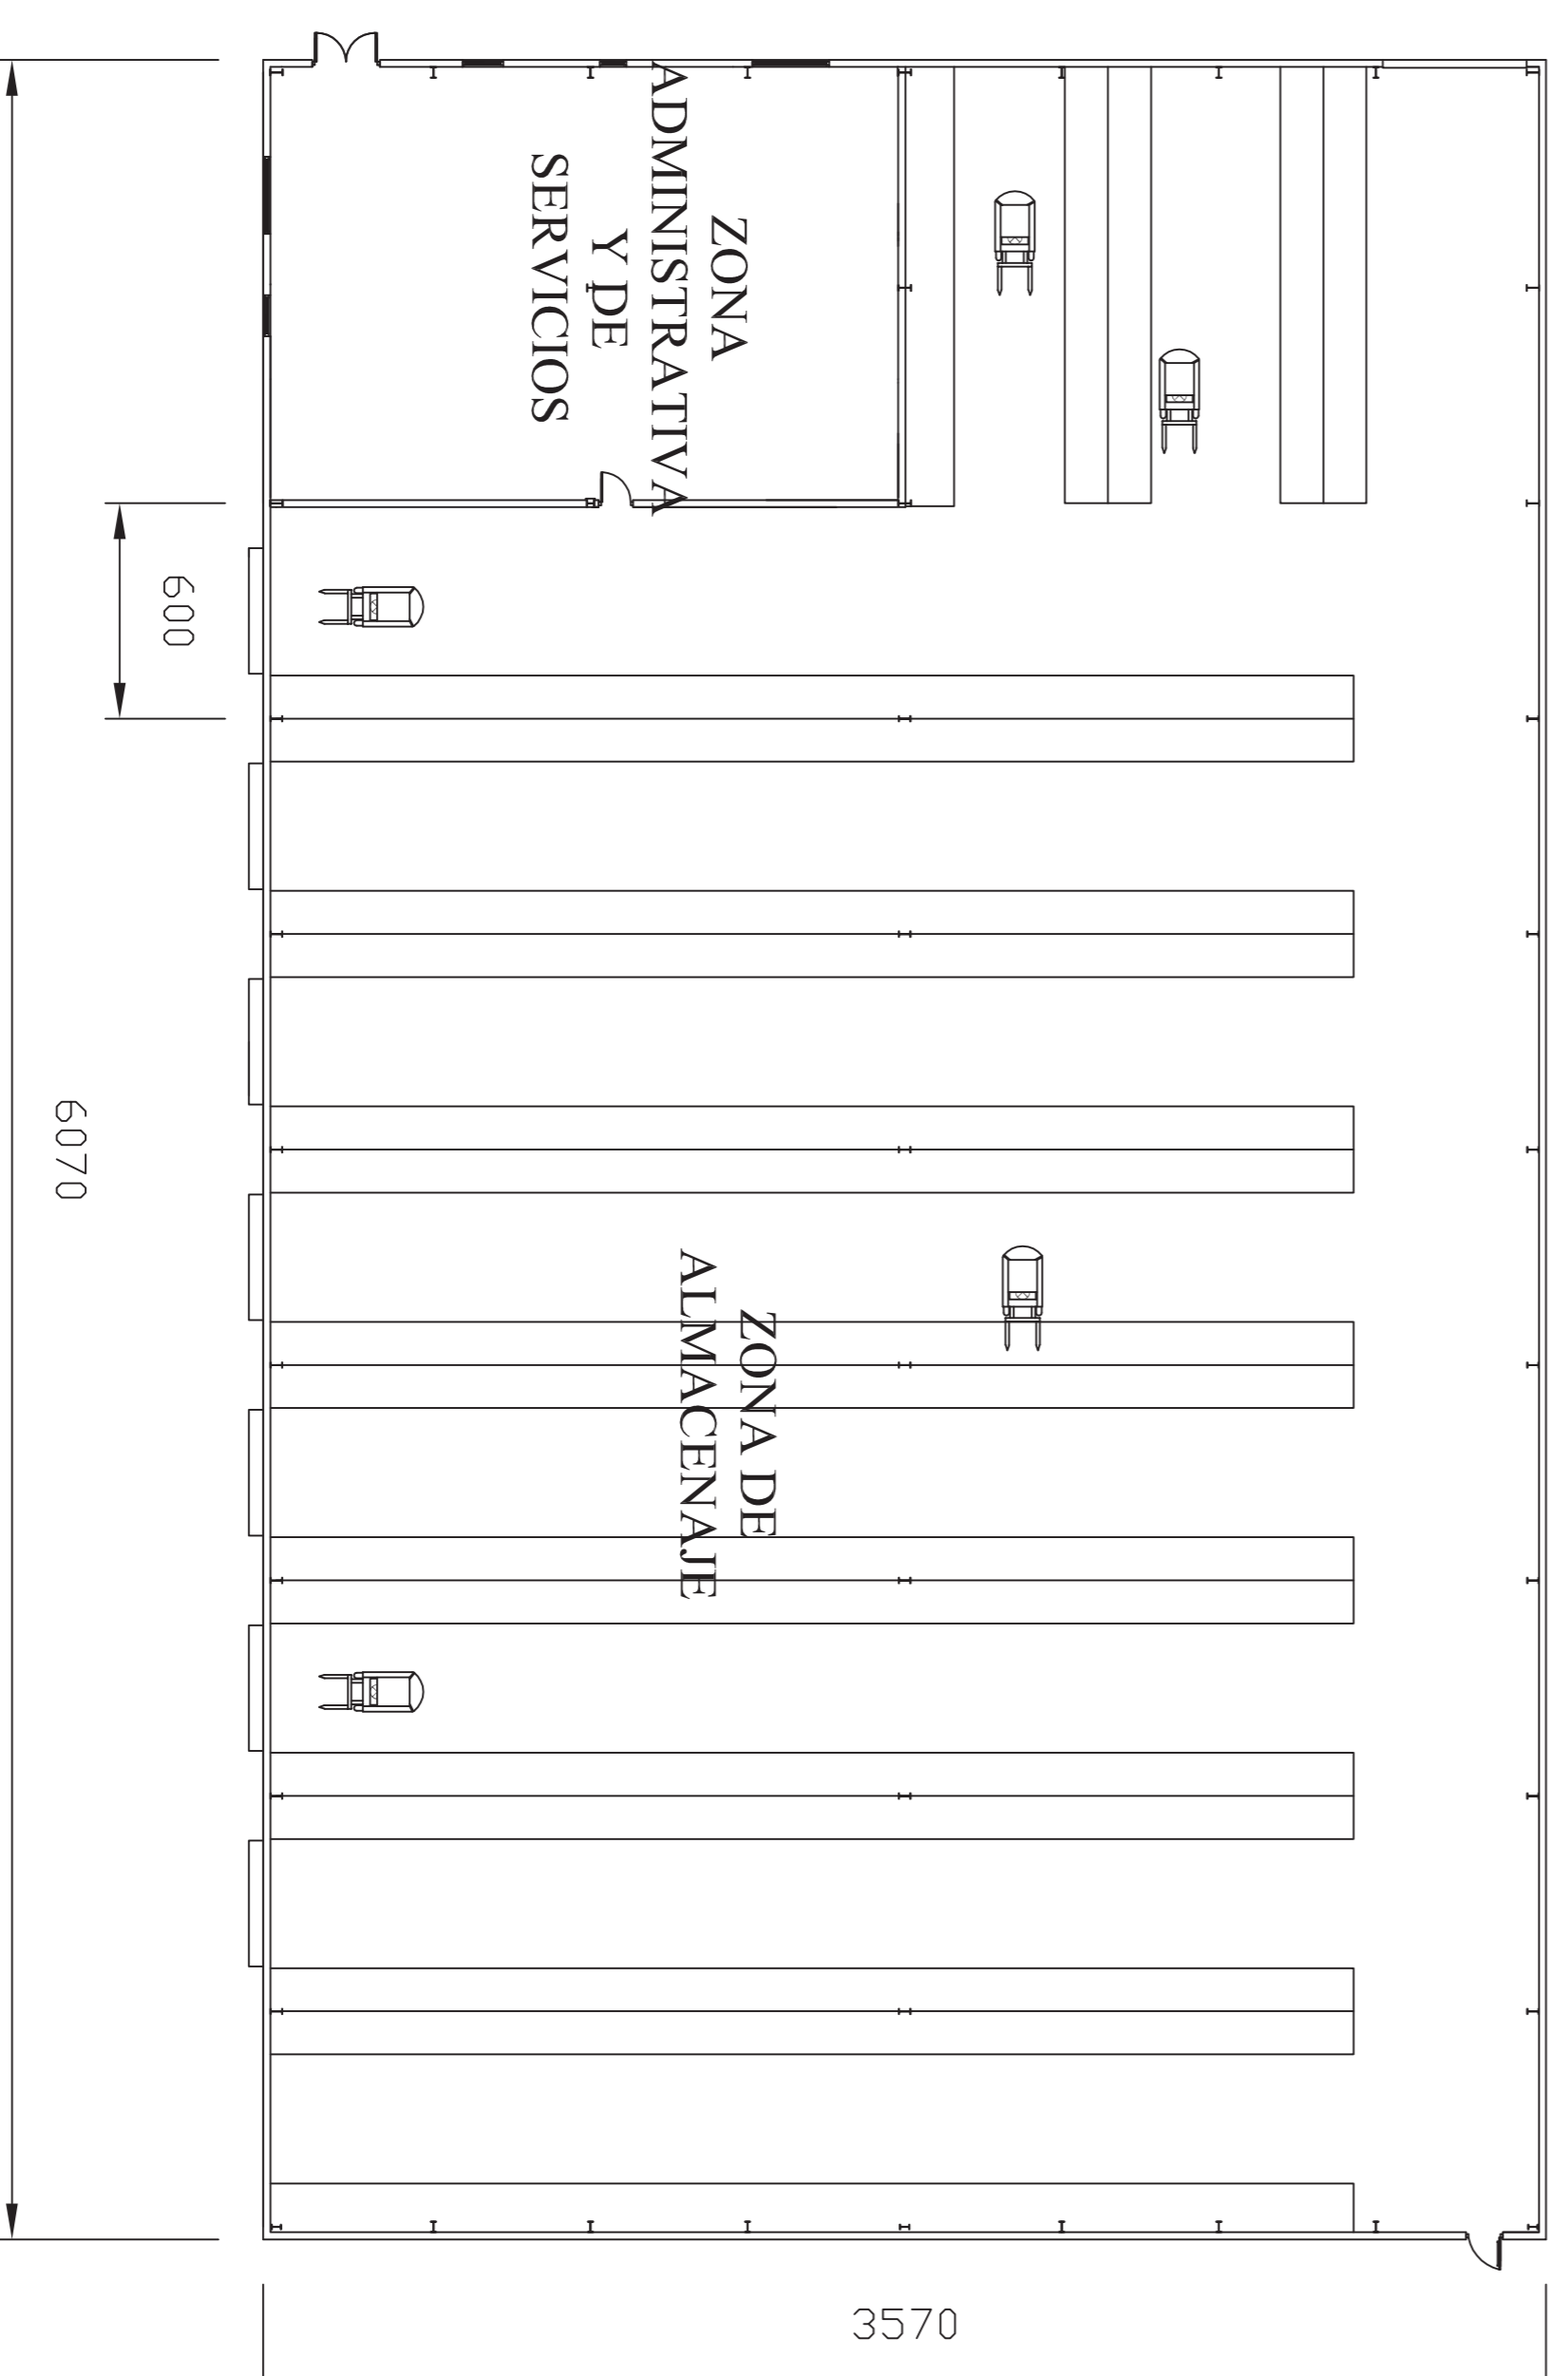 ZONA
ADMINISTRATIVA
Y DE
SERVICIOS
600
6070
ZONA DE
ALMACENAJE
3570